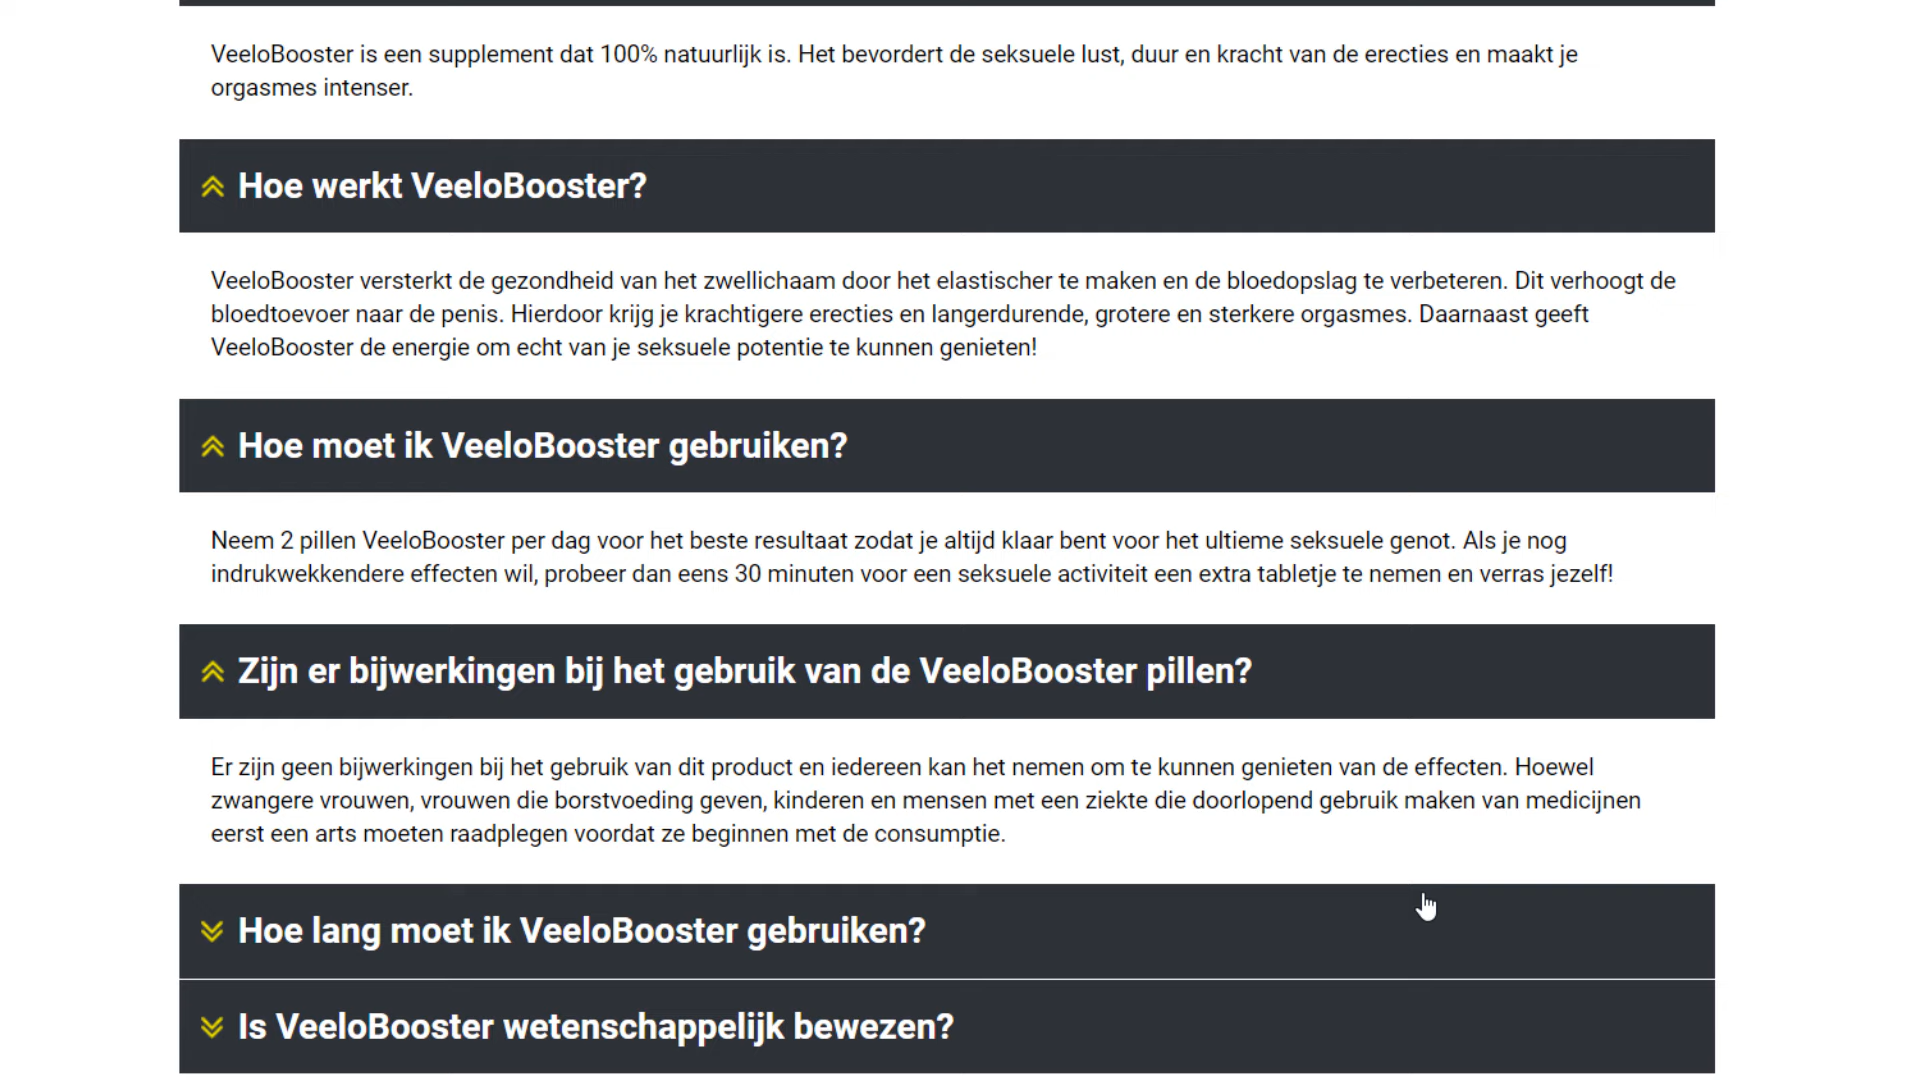 VeeloBooster is een supplement dat 100% natuurlijk is. Het bevordert de seksuele lust, duur en kracht van de erecties en maakt je
orgasmes intenser.
Hoe werkt VeeloBooster?
VeeloBooster versterkt de gezondheid van het zwellichaam door het elastischer te maken en de bloedopslag te verbeteren. Dit verhoogt de
bloedtoevoer naar de penis. Hierdoor krijg je krachtigere erecties en langerdurende, grotere en sterkere orgasmes. Daarnaast geeft
VeeloBooster de energie om echt van je seksuele potentie te kunnen genieten!
Hoe moet ik VeeloBooster gebruiken?
Neem 2 pillen VeeloBooster per dag voor het beste resultaat zodat je altijd klaar bent voor het ultieme seksuele genot. Als je nog
indrukwekkendere effecten wil, probeer dan eens 30 minuten voor een seksuele activiteit een extra tabletje te nemen en verras jezelf!
Zijn er bijwerkingen bij het gebruik van de VeeloBooster pillen?
Er zijn geen bijwerkingen bij het gebruik van dit product en iedereen kan het nemen om te kunnen genieten van de effecten. Hoewel
zwangere vrouwen, vrouwen die borstvoeding geven, kinderen en mensen met een ziekte die doorlopend gebruik maken van medicijnen
eerst een arts moeten raadplegen voordat ze beginnen met de consumptie.
Hoe lang moet ik VeeloBooster gebruiken?
Is VeeloBooster wetenschappelijk bewezen?